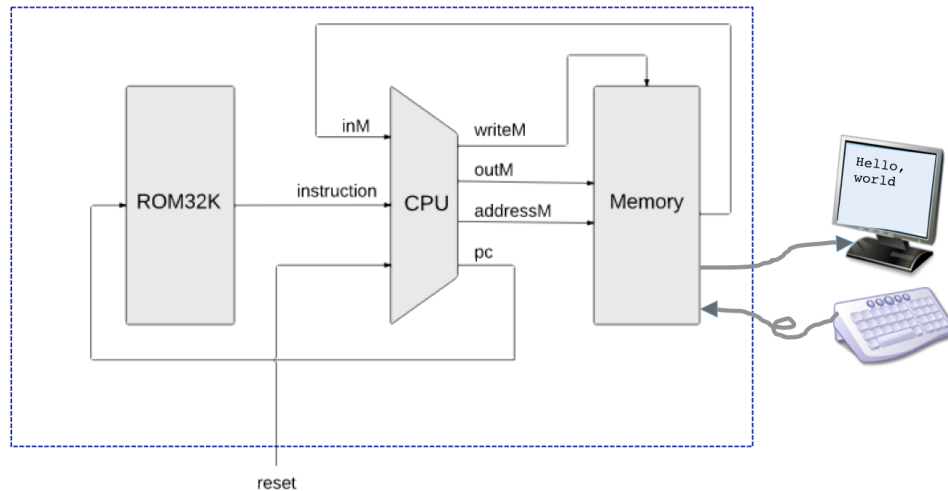 inM
writeM
Hello,
world
outM
instruction
ROM32K
CPU
addressM
Memory
pc
reset